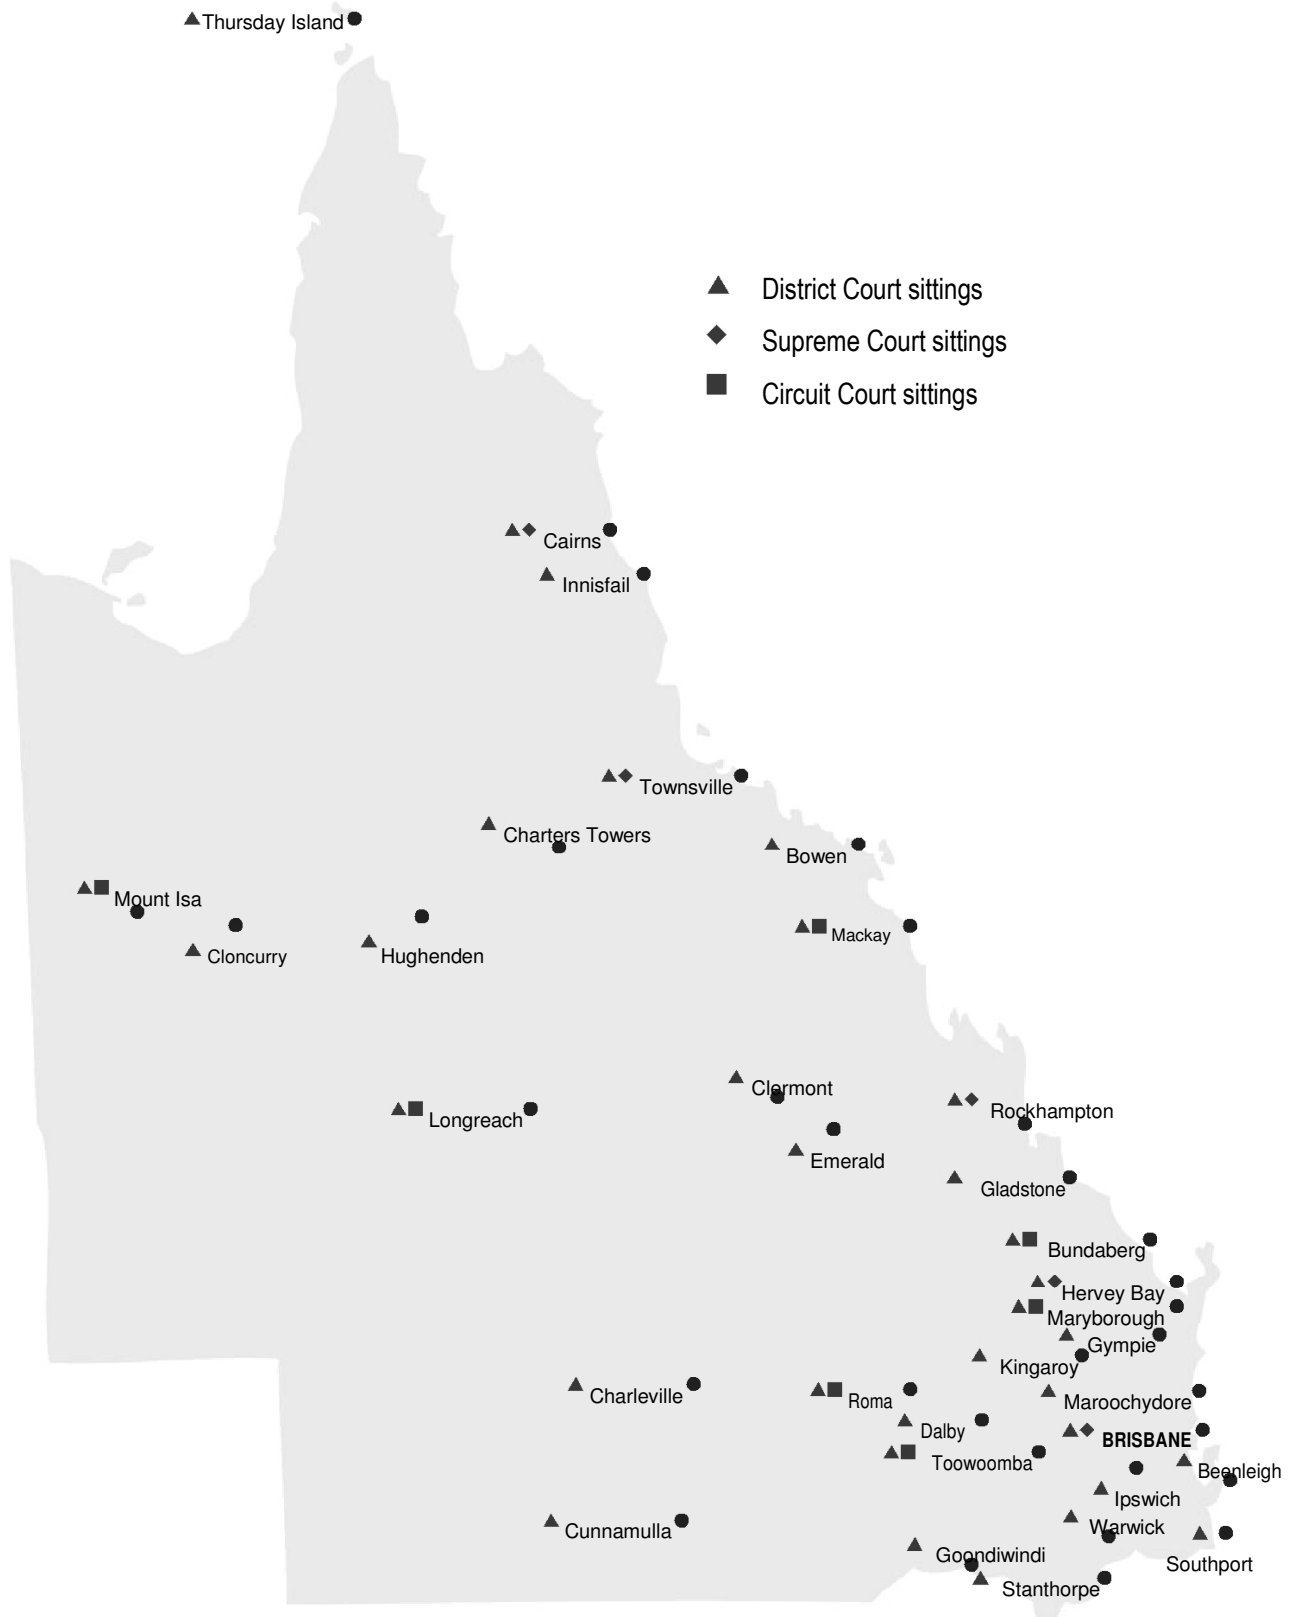 Thursday Island
District Court sittings
Supreme Court sittings
Circuit Court sittings
Cairns
Innisfail
Townsville
Charters Towers
Bowen
Mount Isa
Mackay
Cloncurry
Hughenden
Clermont
Longreach
Rockhampton
Emerald
Gladstone
Bundaberg
Hervey Bay
Maryborough
Gympie
Kingaroy
Charleville
Roma
Maroochydore
Dalby
BRISBANE
Toowoomba
Beenleigh
Ipswich
Cunnamulla
Warwick
Goondiwindi
Southport
Stanthorpe